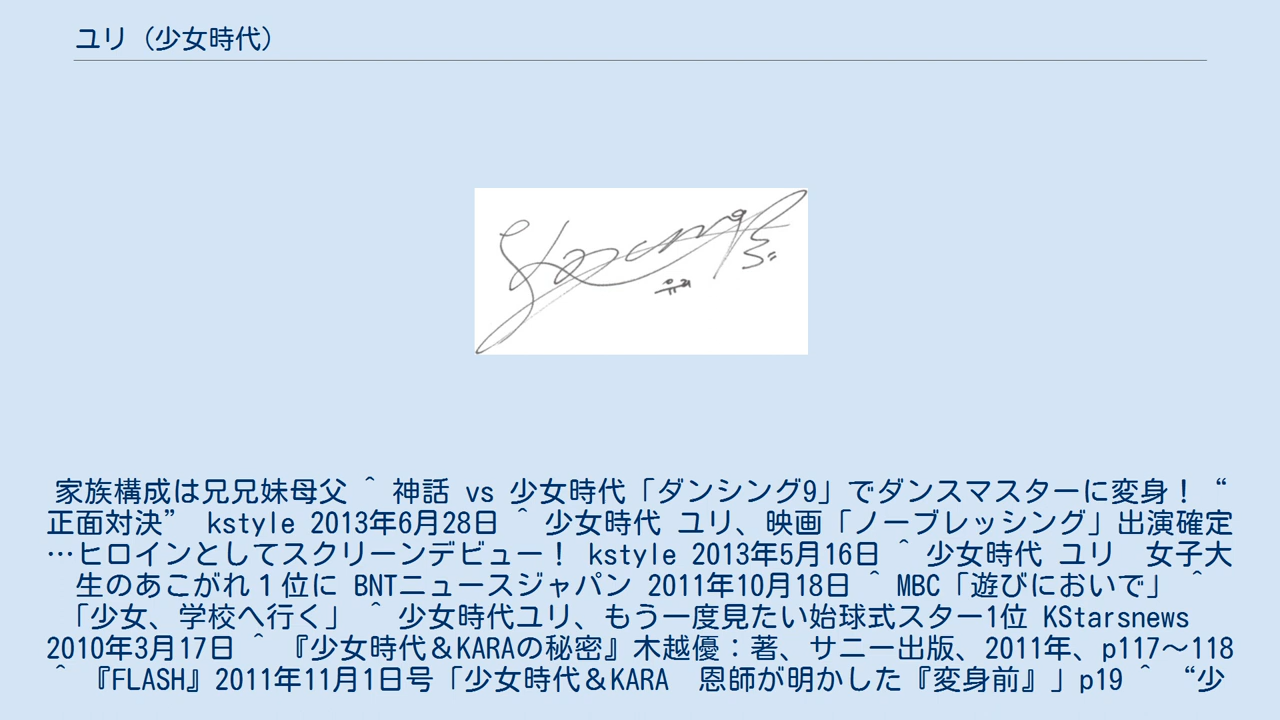 ユリ（少女時代）
유리
家族構成は兄兄妹母父 ^ 神話 vs 少女時代「ダンシング9」でダンスマスターに変身！“
正面対決” kstyle 2013年6月28日 ^ 少女時代 ユリ、映画「ノーブレッシング」出演確定
…ヒロインとしてスクリーンデビュー！ kstyle 2013年5月16日 ^ 少女時代 ユリ　女子大
生のあこがれ１位に BNTニュースジャパン 2011年10月18日 ^ MBC「遊びにおいで」 ^
「少女、学校へ行く」 ^ 少女時代ユリ、もう一度見たい始球式スター1位 KStarsnews
2010年3月17日 ^ 『少女時代＆KARAの秘密』木越優：著、サニー出版、2011年、p117～118
^ 『FLASH』2011年11月1日号「少女時代＆KARA　恩師が明かした『変身前』」p19 ^ “少